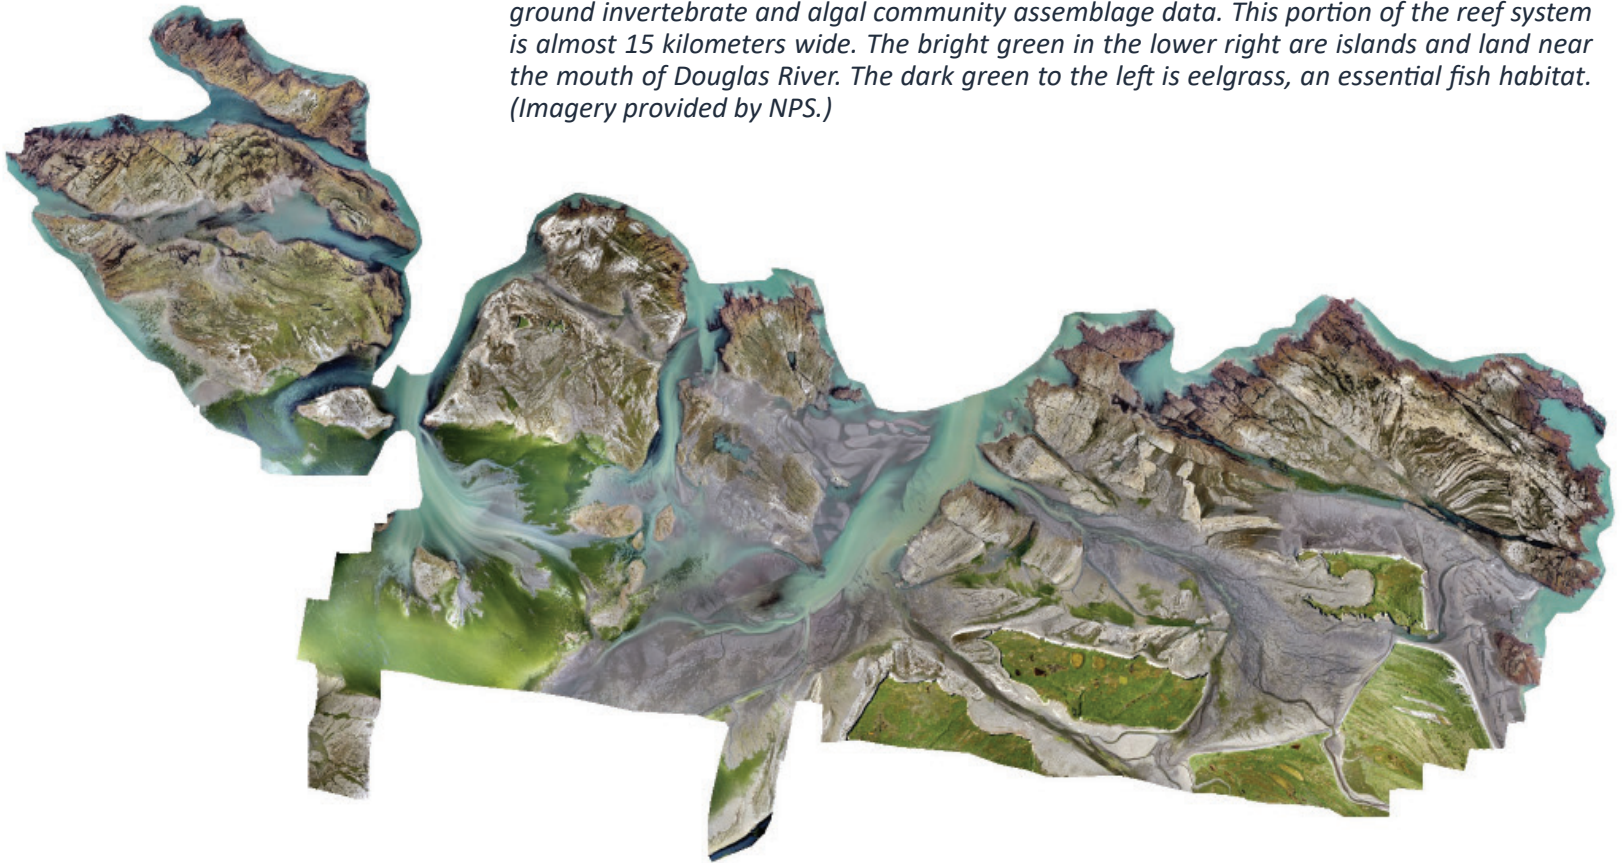 ground invertebrate and algal community assemblage data. This portion of the reef system
is almost 15 kilometers wide. The bright green in the lower right are islands and land near
the mouth of Douglas River. The dark green to the left is eelgrass, an essential fish habitat.
(Imagery provided by NPS.)